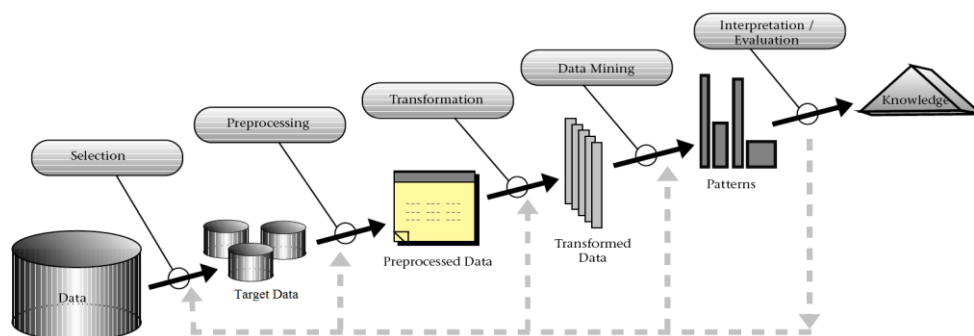 Interpretation /
Evaluation
Data Mining
Transformation
Preprocessing
Selection
Knowledge
Patterns
Transformed
Data
Preprocessed Data
Target Data
Data